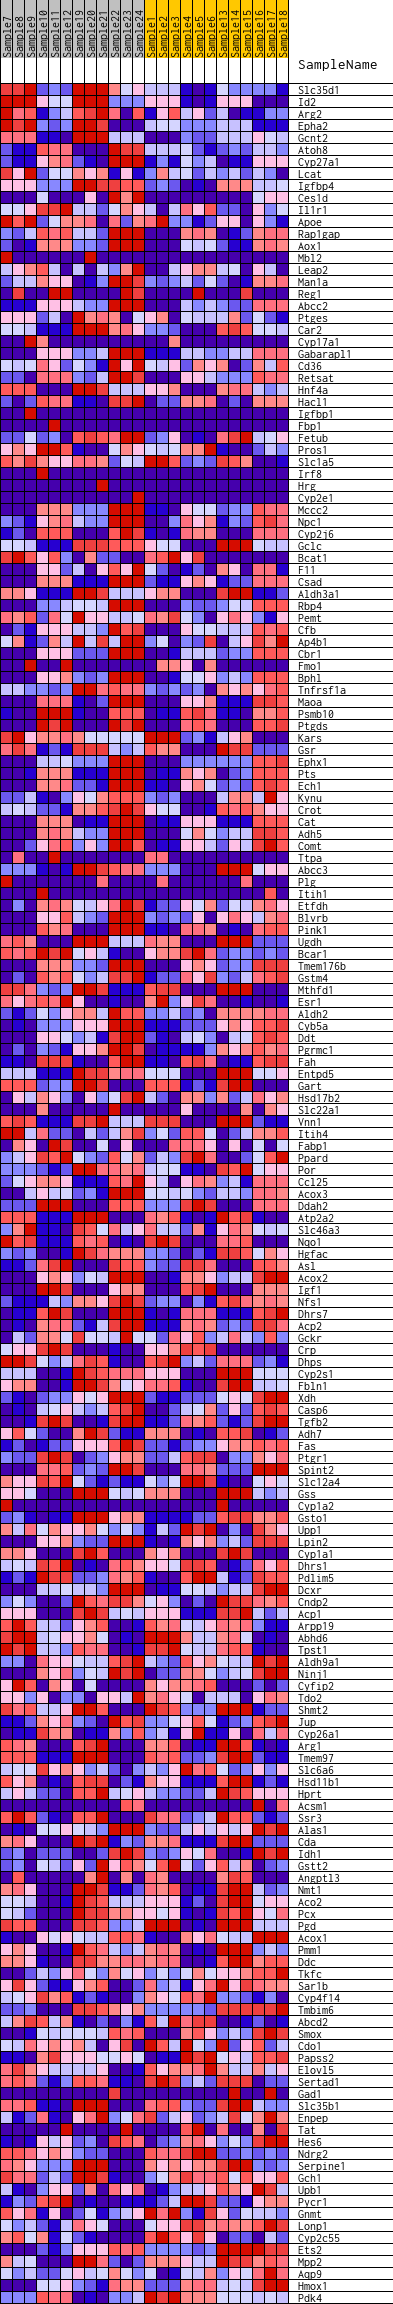 Sample7
Sample8
Sample9
Sample10
Sample11
Sample12
Sample19
Sample20
Sample21
Sample22
Sample23
Sample24
Sample1
Sample2
Sample3
Sample4
Sample5
Sample6
Sample13
Sample14
Sample15
Sample16
Sample17
Sample18
SampleName
Slc35d1
Id2
Arg2
Epha2
Gcnt2
Atoh8
Cyp27a1
Lcat
Igfbp4
Ces1d
Il1r1
Apoe
Rap1gap
Aox1
Mbl2
Leap2
Man1a
Reg1
Abcc2
Ptges
Car2
Cyp17a1
Gabarapl1
Cd36
Retsat
Hnf4a
Hacl1
Igfbp1
Fbp1
Fetub
Pros1
Slc1a5
Irf8
Hrg
Cyp2e1
Mccc2
Npc1
Cyp2j6
Gclc
Bcat1
F11
Csad
Aldh3a1
Rbp4
Pemt
Cfb
Ap4b1
Cbr1
Fmo1
Bphl
Tnfrsf1a
Maoa
Psmb10
Ptgds
Kars
Gsr
Ephx1
Pts
Ech1
Kynu
Crot
Cat
Adh5
Comt
Ttpa
Abcc3
Plg
Itih1
Etfdh
Blvrb
Pink1
Ugdh
Bcar1
Tmem176b
Gstm4
Mthfd1
Esr1
Aldh2
Cyb5a
Ddt
Pgrmc1
Fah
Entpd5
Gart
Hsd17b2
Slc22a1
Vnn1
Itih4
Fabp1
Ppard
Por
Ccl25
Acox3
Ddah2
Atp2a2
Slc46a3
Nqo1
Hgfac
Asl
Acox2
Igf1
Nfs1
Dhrs7
Acp2
Gckr
Crp
Dhps
Cyp2s1
Fbln1
Xdh
Casp6
Tgfb2
Adh7
Fas
Ptgr1
Spint2
Slc12a4
Gss
Cyp1a2
Gsto1
Upp1
Lpin2
Cyp1a1
Dhrs1
Pdlim5
Dcxr
Cndp2
Acp1
Arpp19
Abhd6
Tpst1
Aldh9a1
Ninj1
Cyfip2
Tdo2
Shmt2
Jup
Cyp26a1
Arg1
Tmem97
Slc6a6
Hsd11b1
Hprt
Acsm1
Ssr3
Alas1
Cda
Idh1
Gstt2
Angptl3
Nmt1
Aco2
Pcx
Pgd
Acox1
Pmm1
Ddc
Tkfc
Sar1b
Cyp4f14
Tmbim6
Abcd2
Smox
Cdo1
Papss2
Elovl5
Sertad1
Gad1
Slc35b1
Enpep
Tat
Hes6
Ndrg2
Serpine1
Gch1
Upb1
Pycr1
Gnmt
Lonp1
Cyp2c55
Ets2
Mpp2
Aqp9
Hmox1
Pdk4